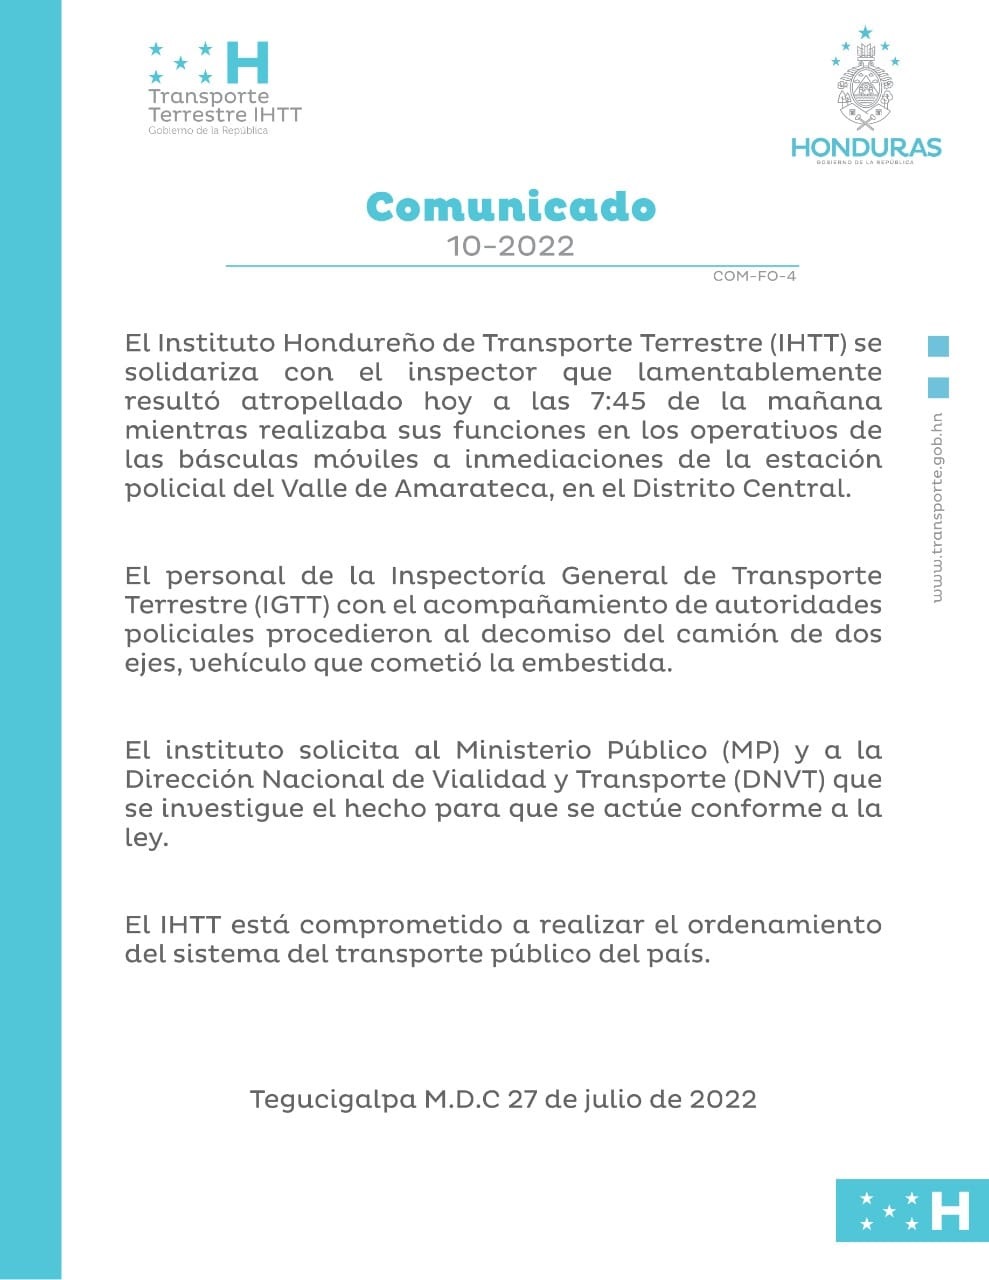 H
Transporte
Terrestre IHTT
Gobierno de la República
HONDURAS
GOBIERNO DE LA REPÚBLICA
Comunicado
10-2022
COM-FO-4
El Instituto Hondureño de Transporte Terrestre (IHTT) se
solidariza con el inspector que lamentablemente
resultó atropellado hoy a las 7:45 de la mañana
mientras realizaba sus funciones en los operativos de
las básculas móviles a inmediaciones de la estación
policial del Valle de Amarateca, en el Distrito Central.
El personal de la Inspectoría General de Transporte
Terrestre (IGTT) con el acompañamiento de autoridades
policiales procedieron al decomiso del camión de dos
ejes, vehículo que cometió la embestida.
El instituto solicita al Ministerio Público (MP) y a la
Dirección Nacional de Vialidad y Transporte (DNVT) que
se investigue el hecho para que se actúe conforme a la
ley.
El IHTT está comprometido a realizar el ordenamiento
del sistema del transporte público del país.
Tegucigalpa M.D.C 27 de julio de 2022
www.transporte.gob.hn
H